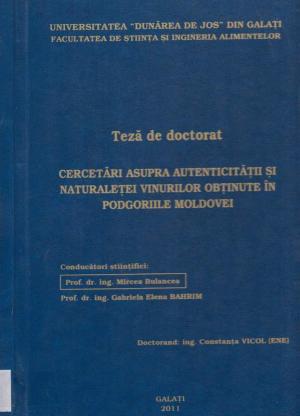 UNIVERSITATEA "DUNĂREA DE JOS" DIN GALAŢI
FACULTATEA DE ŞTIINŢA ŞI INGINERIA ALIMENTELOR
Teză de doctorat
CERCETĂRI ASUPRA AUTENTICITĂŢII ŞI
NATURALEŢEI VINURILOR OBŢINUTE ÎN
PODGORIILE MOLDOVEI
Conducători ştiinţifici:
Prof. dr. ing. Mircea Bulancea
Prof. dr. ing. Gabriela Elena BAHRIM
Doctorand: ing. Constanţa VICOL (ENE)
GALAŢI
2011